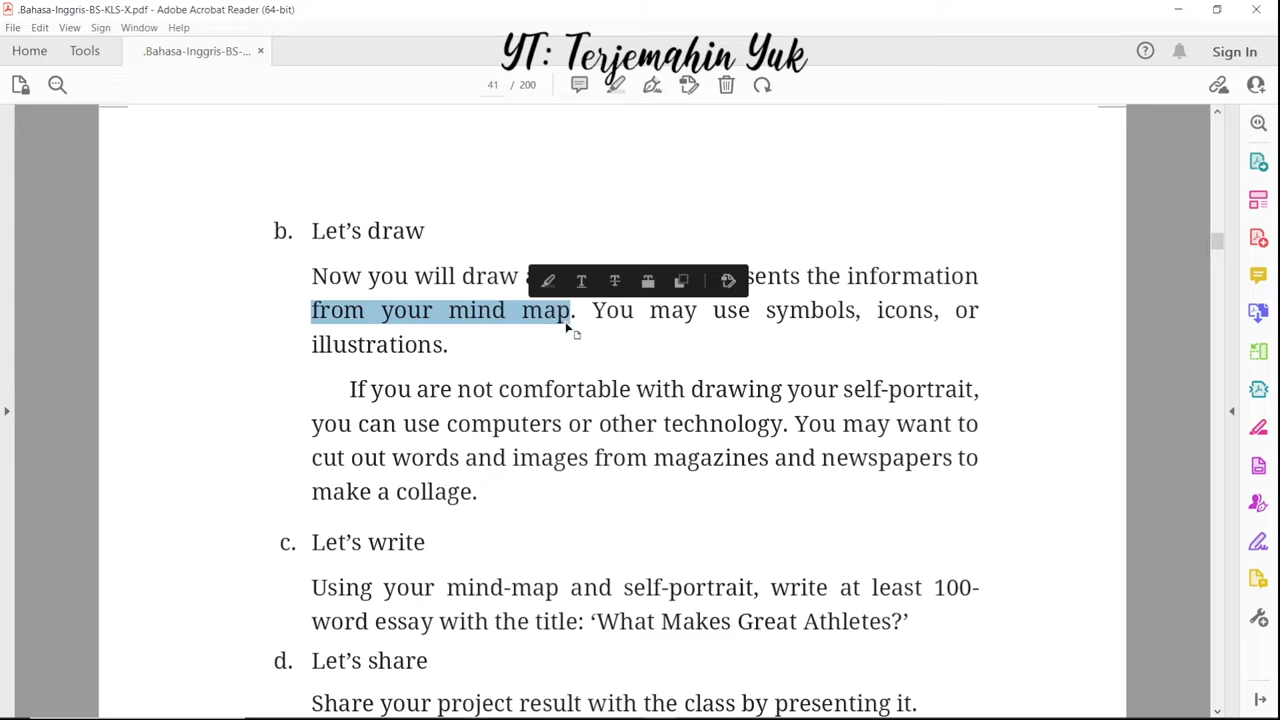 .Bahasa-Inggris-BS-KLS-X.pdf - Adobe Acrobat Reader (64-bit)
File Edit View Sign Window Help
Home Tools .Bahasa-Inggris-BS-... × Sign In
YT: Terjemahin Yuk
41 / 200
b. Let’s draw
Now you will draw sents the information
from your mind map. You may use symbols, icons, or
illustrations.
If you are not comfortable with drawing your self-portrait,
you can use computers or other technology. You may want to
cut out words and images from magazines and newspapers to
make a collage.
c. Let’s write
Using your mind-map and self-portrait, write at least 100-
word essay with the title: ‘What Makes Great Athletes?’
d. Let’s share
Share your project result with the class by presenting it.